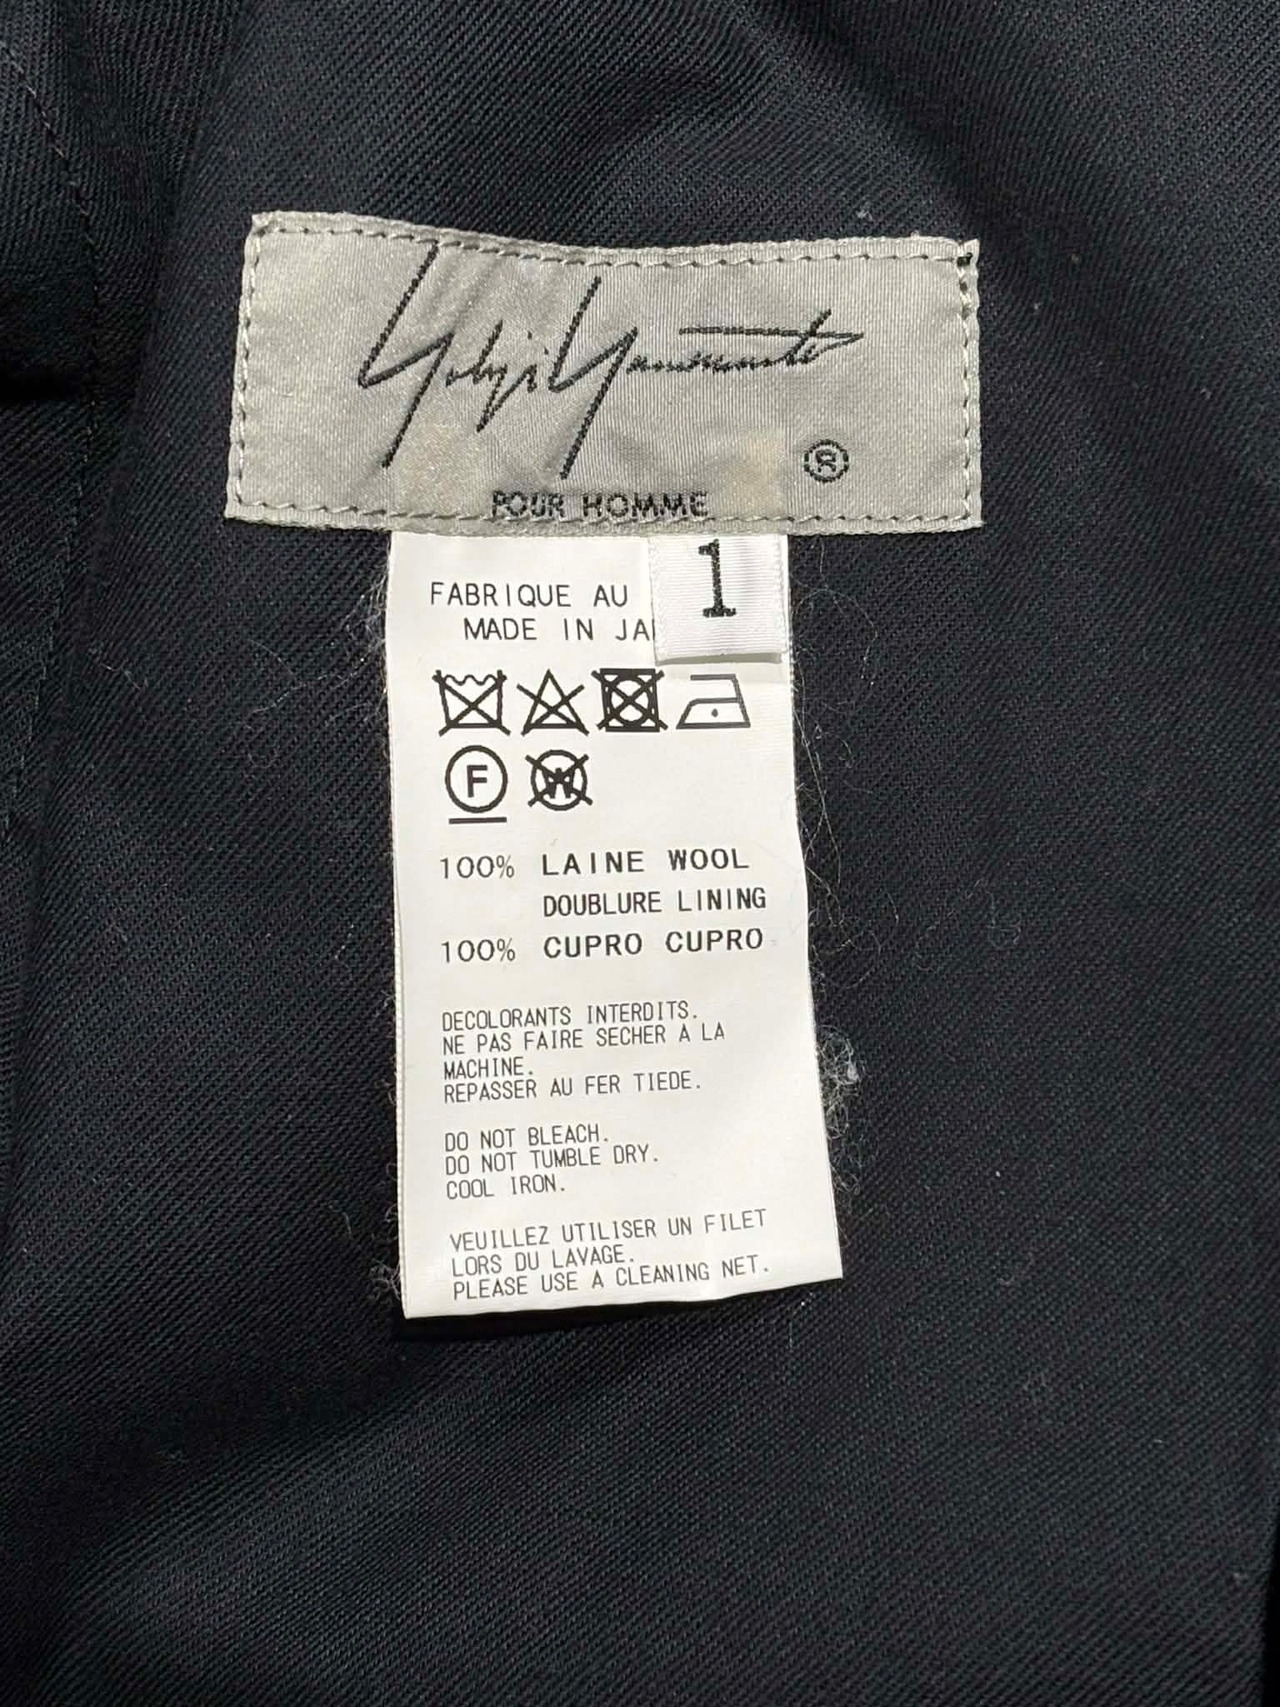 Yohji Yamamoto
®
POUR HOMME
1
FABRIQUE AU
MADE IN JA
F
W
100% LAINE WOOL
DOUBLURE LINING
100% CUPRO CUPRO
DECOLORANTS INTERDITS.
NE PAS FAIRE SECHER A LA
MACHINE.
REPASSER AU FER TIEDE.
DO NOT BLEACH.
DO NOT TUMBLE DRY.
COOL IRON.
VEUILLEZ UTILISER UN FILET
LORS DU LAVAGE.
PLEASE USE A CLEANING NET.